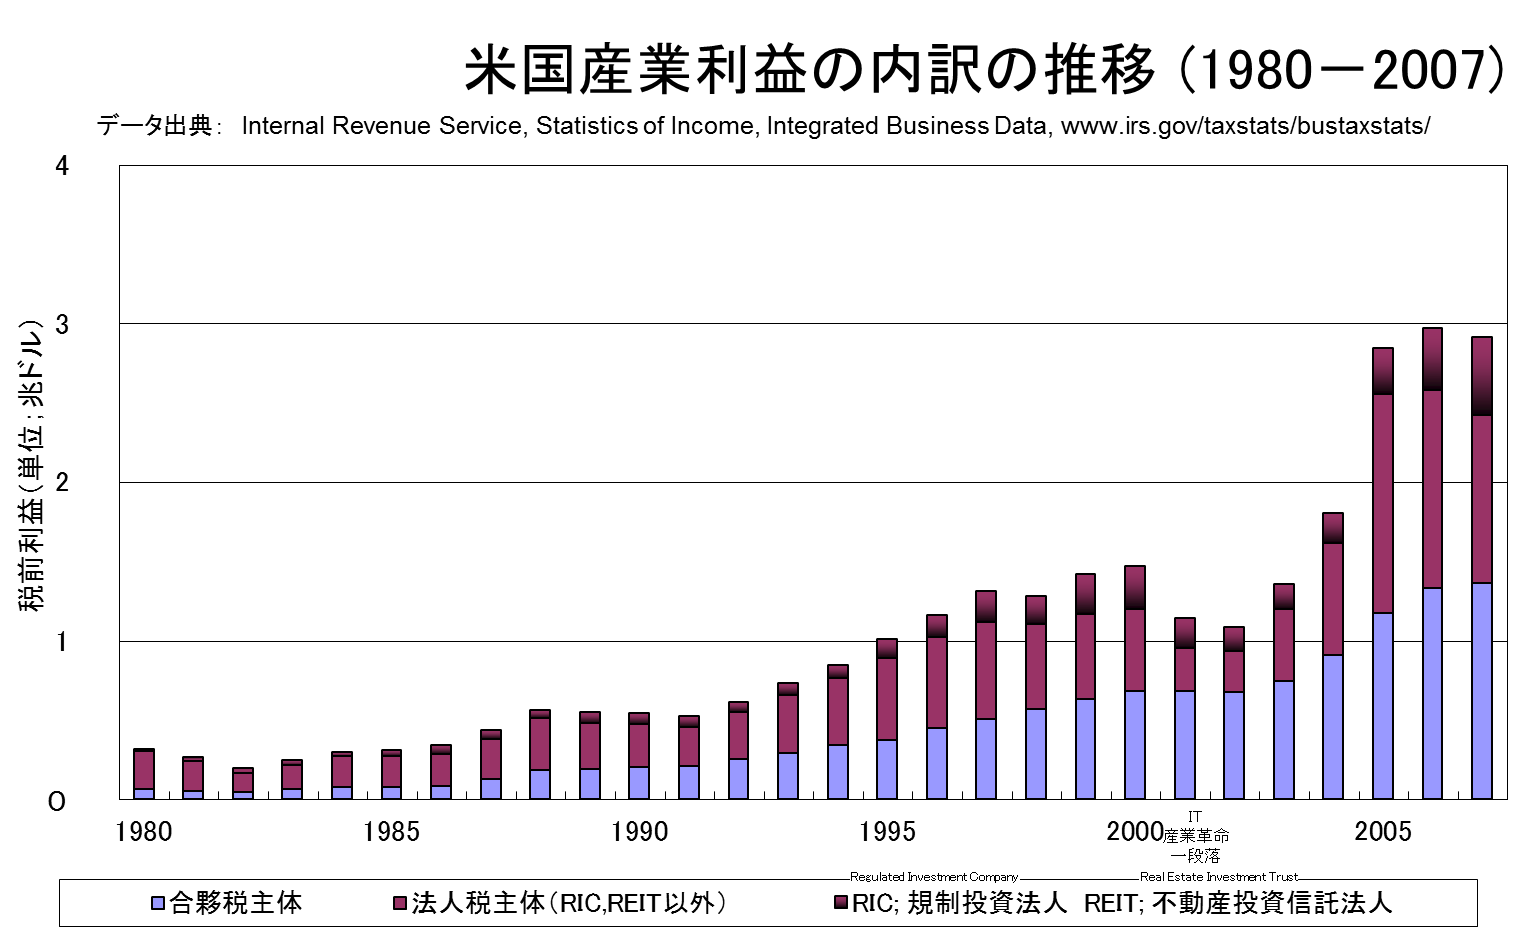 米国産業利益の内訳の推移 (1980－2007)
データ出典： Internal Revenue Service, Statistics of Income, Integrated Business Data, www.irs.gov/taxstats/bustaxstats/
税前利益（単位；兆ドル）
4
3
2
1
0
1980 1985 1990 1995 2000 2005
IT
産業革命
一段落
Regulated Investment Company Real Estate Investment Trust
合夥税主体 法人税主体（RIC,REIT以外） RIC; 規制投資法人 REIT; 不動産投資信託法人